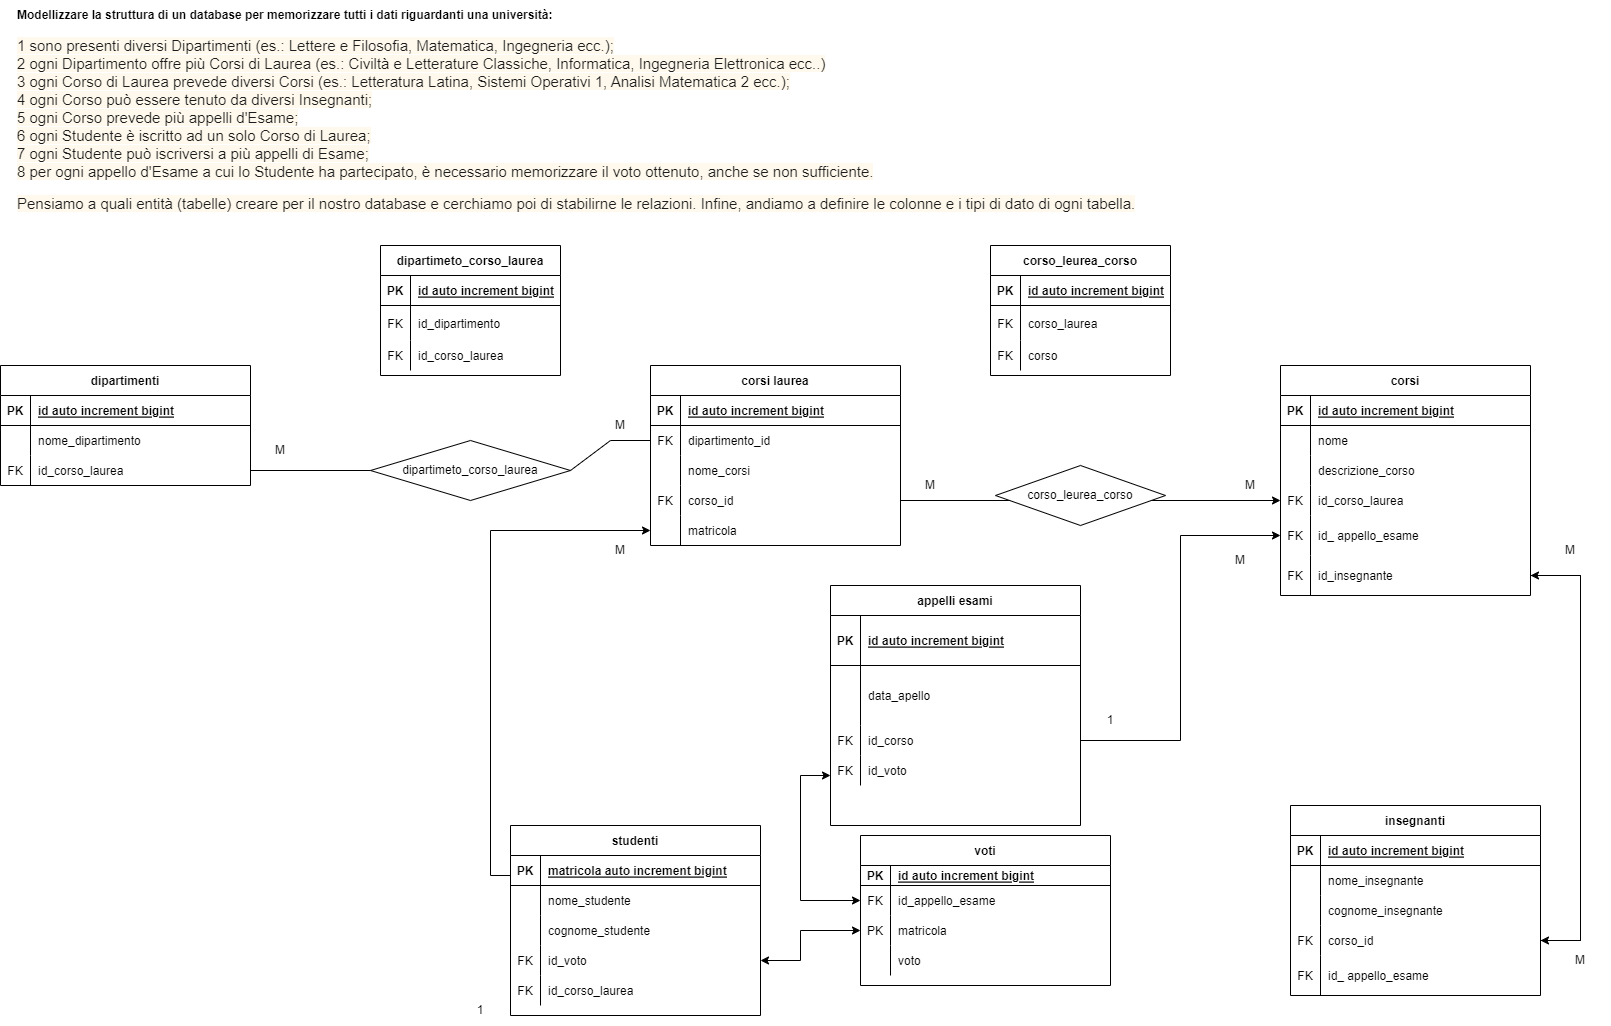 Modellizzare la struttura di un database per memorizzare tutti i dati riguardanti una università:
1 sono presenti diversi Dipartimenti (es.: Lettere e Filosofia, Matematica, Ingegneria ecc.);
2 ogni Dipartimento offre più Corsi di Laurea (es.: Civiltà e Letterature Classiche, Informatica, Ingegneria Elettronica ecc..)
3 ogni Corso di Laurea prevede diversi Corsi (es.: Letteratura Latina, Sistemi Operativi 1, Analisi Matematica 2 ecc.);
4 ogni Corso può essere tenuto da diversi Insegnanti;
5 ogni Corso prevede più appelli d'Esame;
6 ogni Studente è iscritto ad un solo Corso di Laurea;
7 ogni Studente può iscriversi a più appelli di Esame;
8 per ogni appello d'Esame a cui lo Studente ha partecipato, è necessario memorizzare il voto ottenuto, anche se non sufficiente.
Pensiamo a quali entità (tabelle) creare per il nostro database e cerchiamo poi di stabilirne le relazioni. Infine, andiamo a definire le colonne e i tipi di dato di ogni tabella.
dipartimeto_corso_laurea
PK id auto increment bigint
FK id_dipartimento
FK id_corso_laurea
corso_leurea_corso
PK id auto increment bigint
FK corso_laurea
FK corso
dipartimenti
PK id auto increment bigint
nome_dipartimento
FK id_corso_laurea
M
dipartimeto_corso_laurea
M
corsi laurea
PK id auto increment bigint
FK dipartimento_id
nome_corsi
FK corso_id
matricola
M
M
corso_leurea_corso
M
corsi
PK id auto increment bigint
nome
descrizione_corso
FK id_corso_laurea
FK id_ appello_esame
FK id_insegnante
M
M
appelli esami
PK id auto increment bigint
data_apello
FK id_corso
FK id_voto
1
studenti
PK matricola auto increment bigint
nome_studente
cognome_studente
FK id_voto
FK id_corso_laurea
1
voti
PK id auto increment bigint
FK id_appello_esame
PK matricola
voto
insegnanti
PK id auto increment bigint
nome_insegnante
cognome_insegnante
FK corso_id
FK id_ appello_esame
M